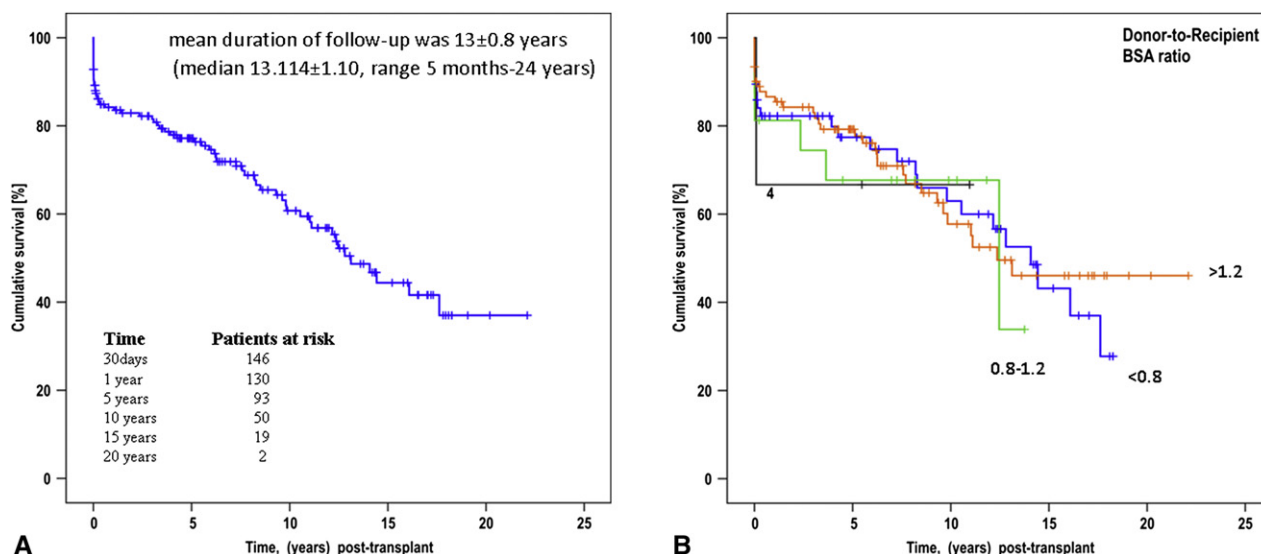 mean duration of follow-up was 13±0.8 years
(median 13.114±1.10, range 5 months-24 years)
Cumulative survival [%]
100
80
60
40
20
0
Time Patients at risk
30days 146
1 year 130
5 years 93
10 years 50
15 years 19
20 years 2
0 5 10 15 20 25
Time, (years) post-transplant
A
Donor-to-Recipient
BSA ratio
Cumulative survival [%]
100
80
60
40
20
0
4
>1.2
0.8-1.2
<0.8
0 5 10 15 20 25
Time, (years) post-transplant
B